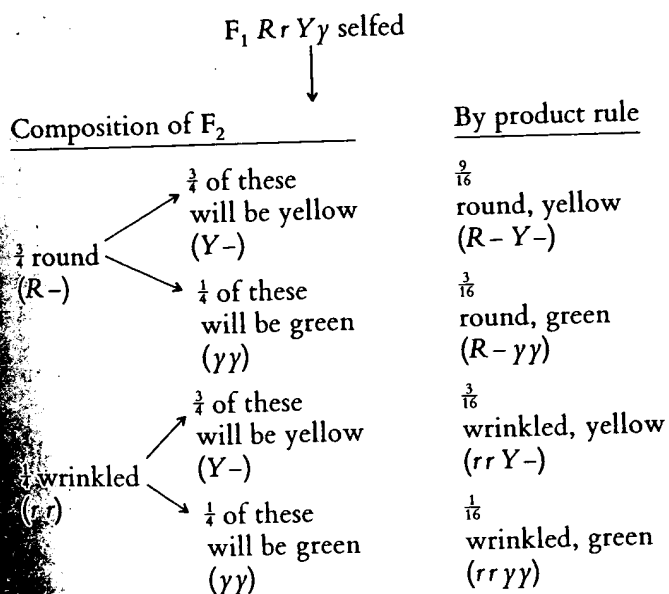 F₁ Rr Yy selfed
Composition of F₂
By product rule
3/4 of these
will be yellow
(Y–)
9/16
round, yellow
(R– Y–)
3/4 round
(R–)
1/4 of these
will be green
(yy)
3/16
round, green
(R– yy)
3/4 of these
will be yellow
(Y–)
3/16
wrinkled, yellow
(rr Y–)
wrinkled
(rr)
1/4 of these
will be green
(yy)
1/16
wrinkled, green
(rr yy)